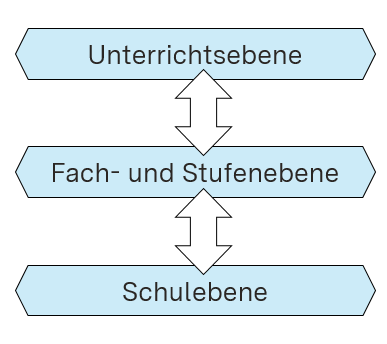 Unterrichtsebene
Fach- und Stufenebene
Schulebene